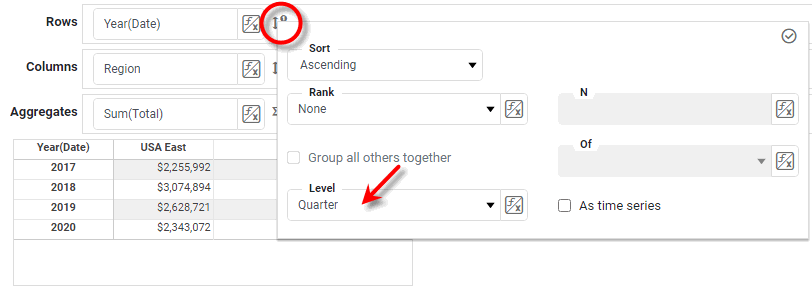 Rows
Year(Date)
Sort
Ascending
Columns
Region
Rank
None
N
Aggregates
Sum(Total)
Of
Group all others together
Level
Quarter
As time series
Year(Date) USA East
2017 $2,255,992
2018 $3,074,894
2019 $2,628,721
2020 $2,343,072